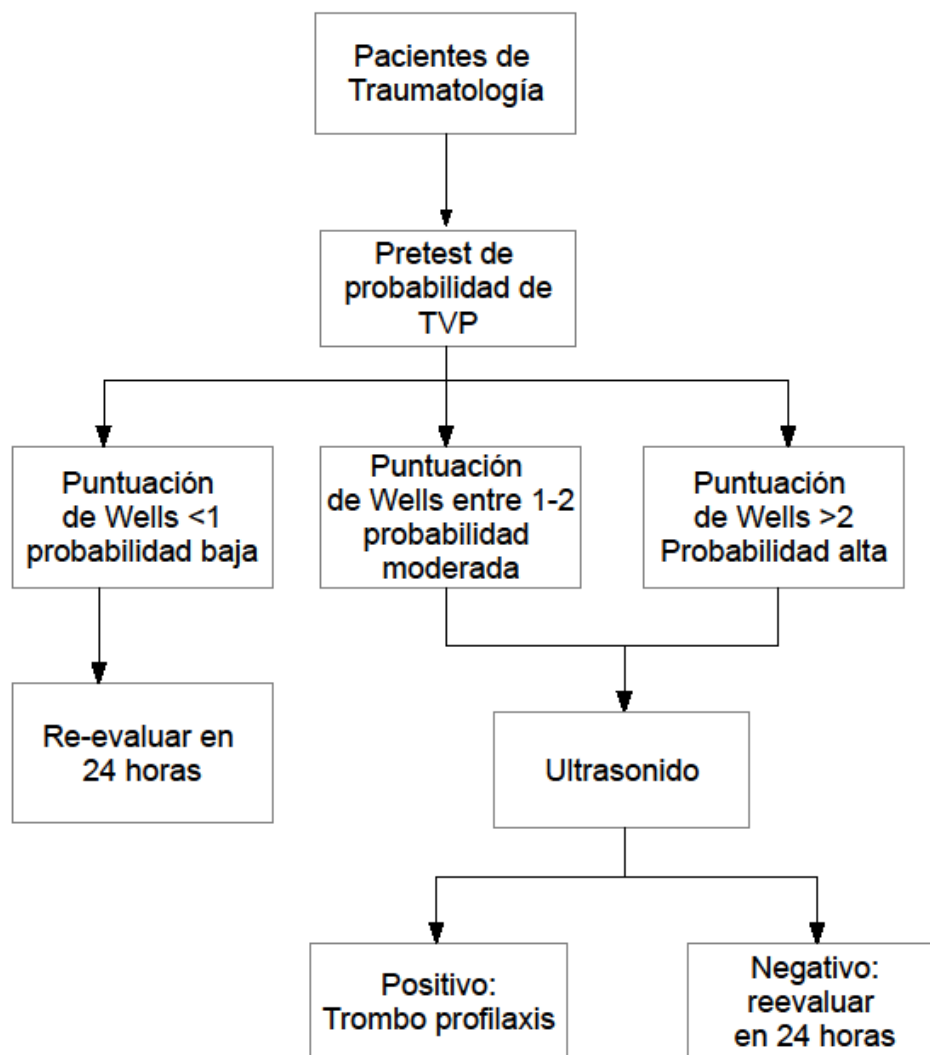 Pacientes de
Traumatología
Pretest de
probabilidad de
TVP
Puntuación
de Wells <1
probabilidad baja
Puntuación
de Wells entre 1-2
probabilidad
moderada
Puntuación
de Wells >2
Probabilidad alta
Re-evaluar en
24 horas
Ultrasonido
Positivo:
Trombo profilaxis
Negativo:
reevaluar
en 24 horas